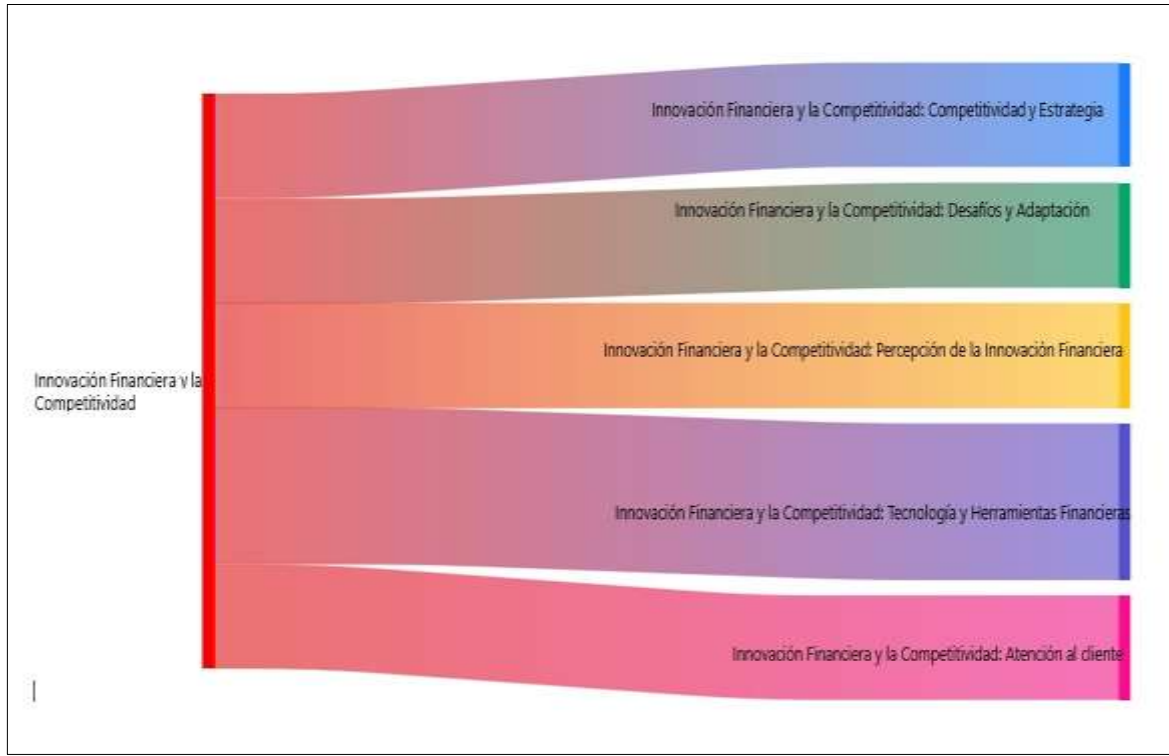 Innovación Financiera y la Competitividad: Competitividad y Estrategia
Innovación Financiera y la Competitividad: Desafíos y Adaptación
Innovación Financiera y la Competitividad: Percepción de la Innovación Financiera
Innovación Financiera y la
Competitividad
Innovación Financiera y la Competitividad: Tecnología y Herramientas Financieras
Innovación Financiera y la Competitividad: Atención al cliente